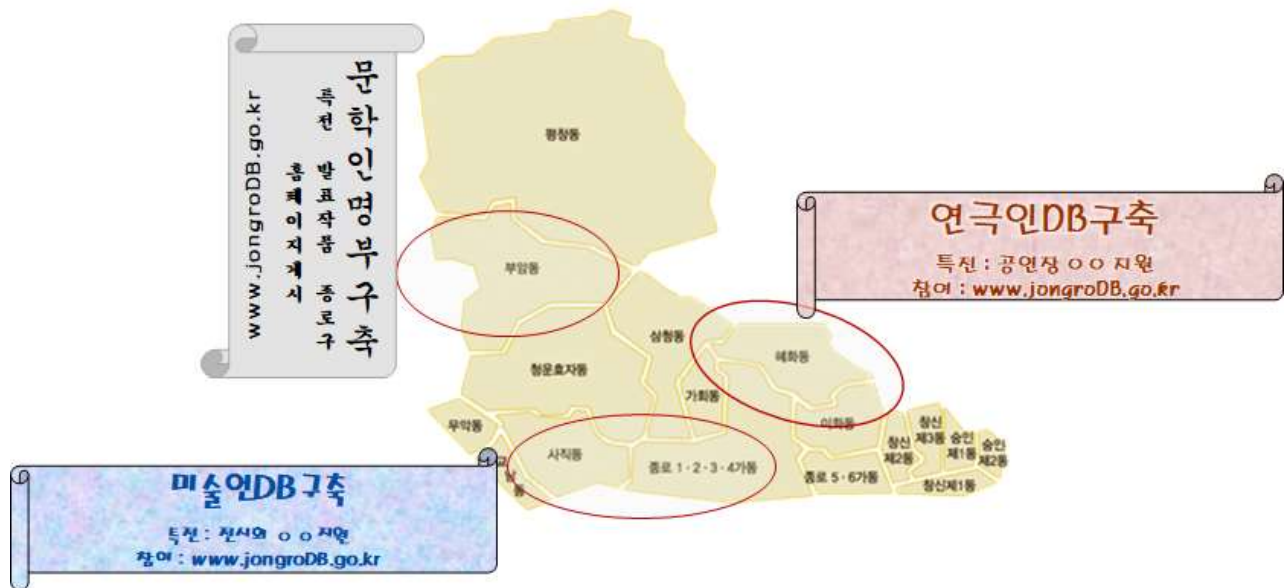 문학인명부구축
특전 발표작품 종로구
홈페이지게시
www.jongroDB.go.kr
평창동
연극인DB구축
특전 : 공연장 ㅇㅇ 지원
참여 : www.jongroDB.go.kr
부암동
삼청동
혜화동
청운효자동
가회동
이화동
무악동
사직동
종로 1·2·3·4가동
종로 5·6가동
창신
제2동
창신
제3동
숭인
제1동
숭인
제2동
창신제1동
교남동
미술인DB구축
특전 : 전시회 ㅇㅇ지원
참여 : www.jongroDB.go.kr